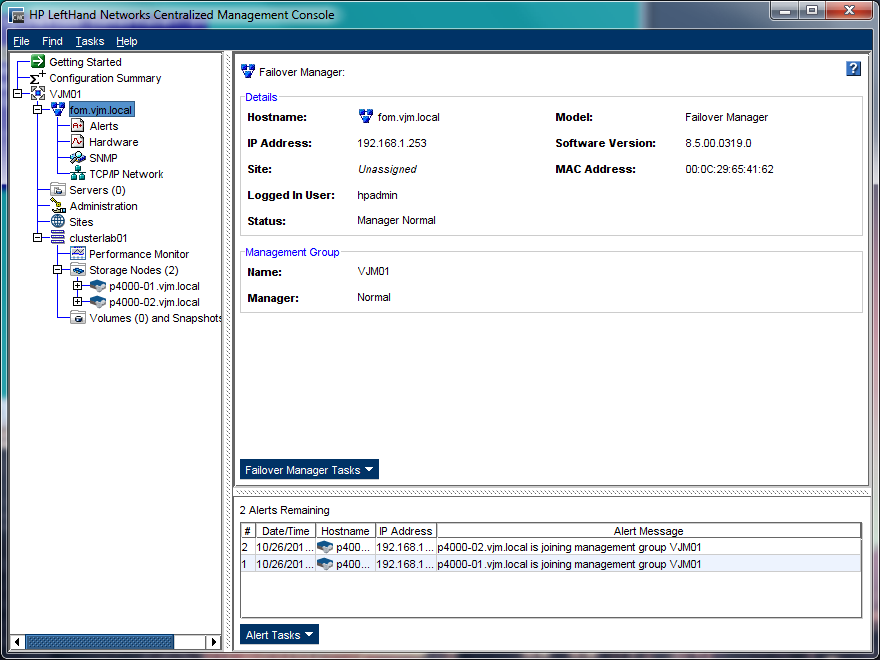 HP LeftHand Networks Centralized Management Console
File Find Tasks Help
Getting Started
Configuration Summary
VJM01
fom.vjm.local
Alerts
Hardware
SNMP
TCP/IP Network
Servers (0)
Administration
Sites
clusterlab01
Performance Monitor
Storage Nodes (2)
p4000-01.vjm.local
p4000-02.vjm.local
Volumes (0) and Snapshots
Failover Manager:
Details
Hostname: fom.vjm.local Model: Failover Manager
IP Address: 192.168.1.253 Software Version: 8.5.00.0319.0
Site: Unassigned MAC Address: 00:0C:29:65:41:62
Logged In User: hpadmin
Status: Manager Normal
Management Group
Name: VJM01
Manager: Normal
Failover Manager Tasks
2 Alerts Remaining
# Date/Time Hostname IP Address Alert Message
2 10/26/201... p400... 192.168.1... p4000-02.vjm.local is joining management group VJM01
1 10/26/201... p400... 192.168.1... p4000-01.vjm.local is joining management group VJM01
Alert Tasks